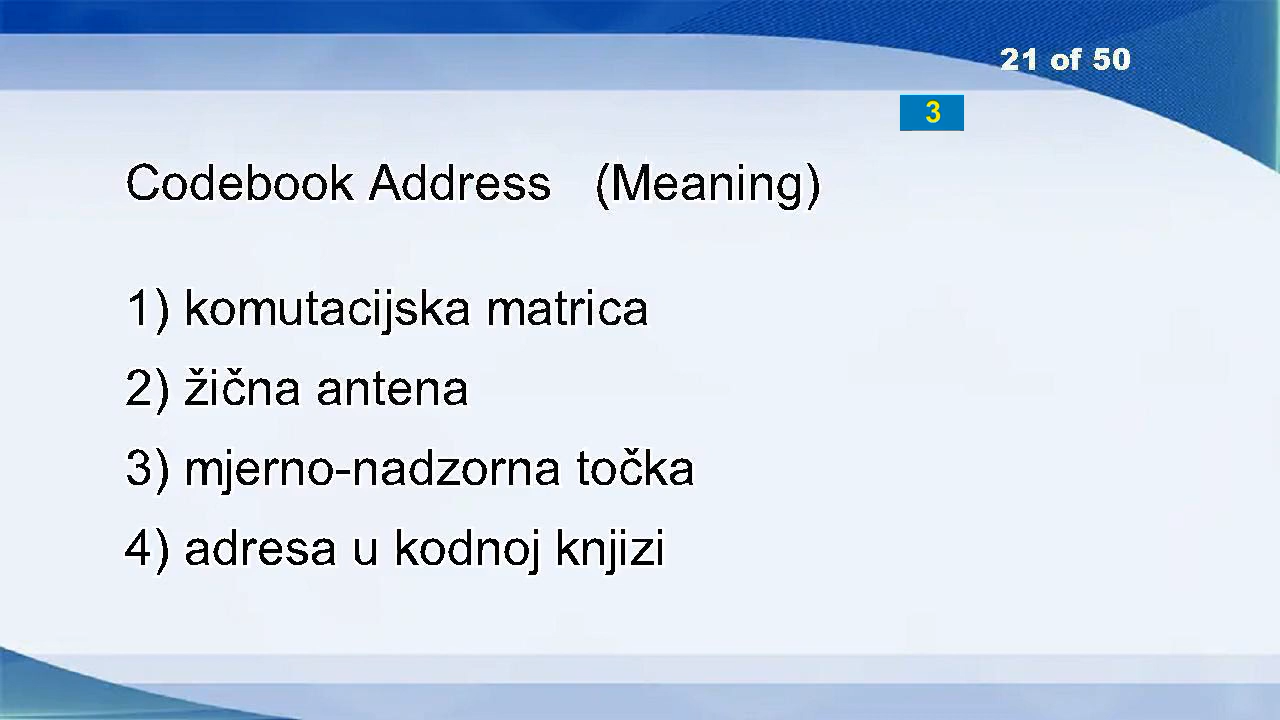 21 of 50
3
Codebook Address (Meaning)
1) komutacijska matrica
2) žična antena
3) mjerno-nadzorna točka
4) adresa u kodnoj knjizi